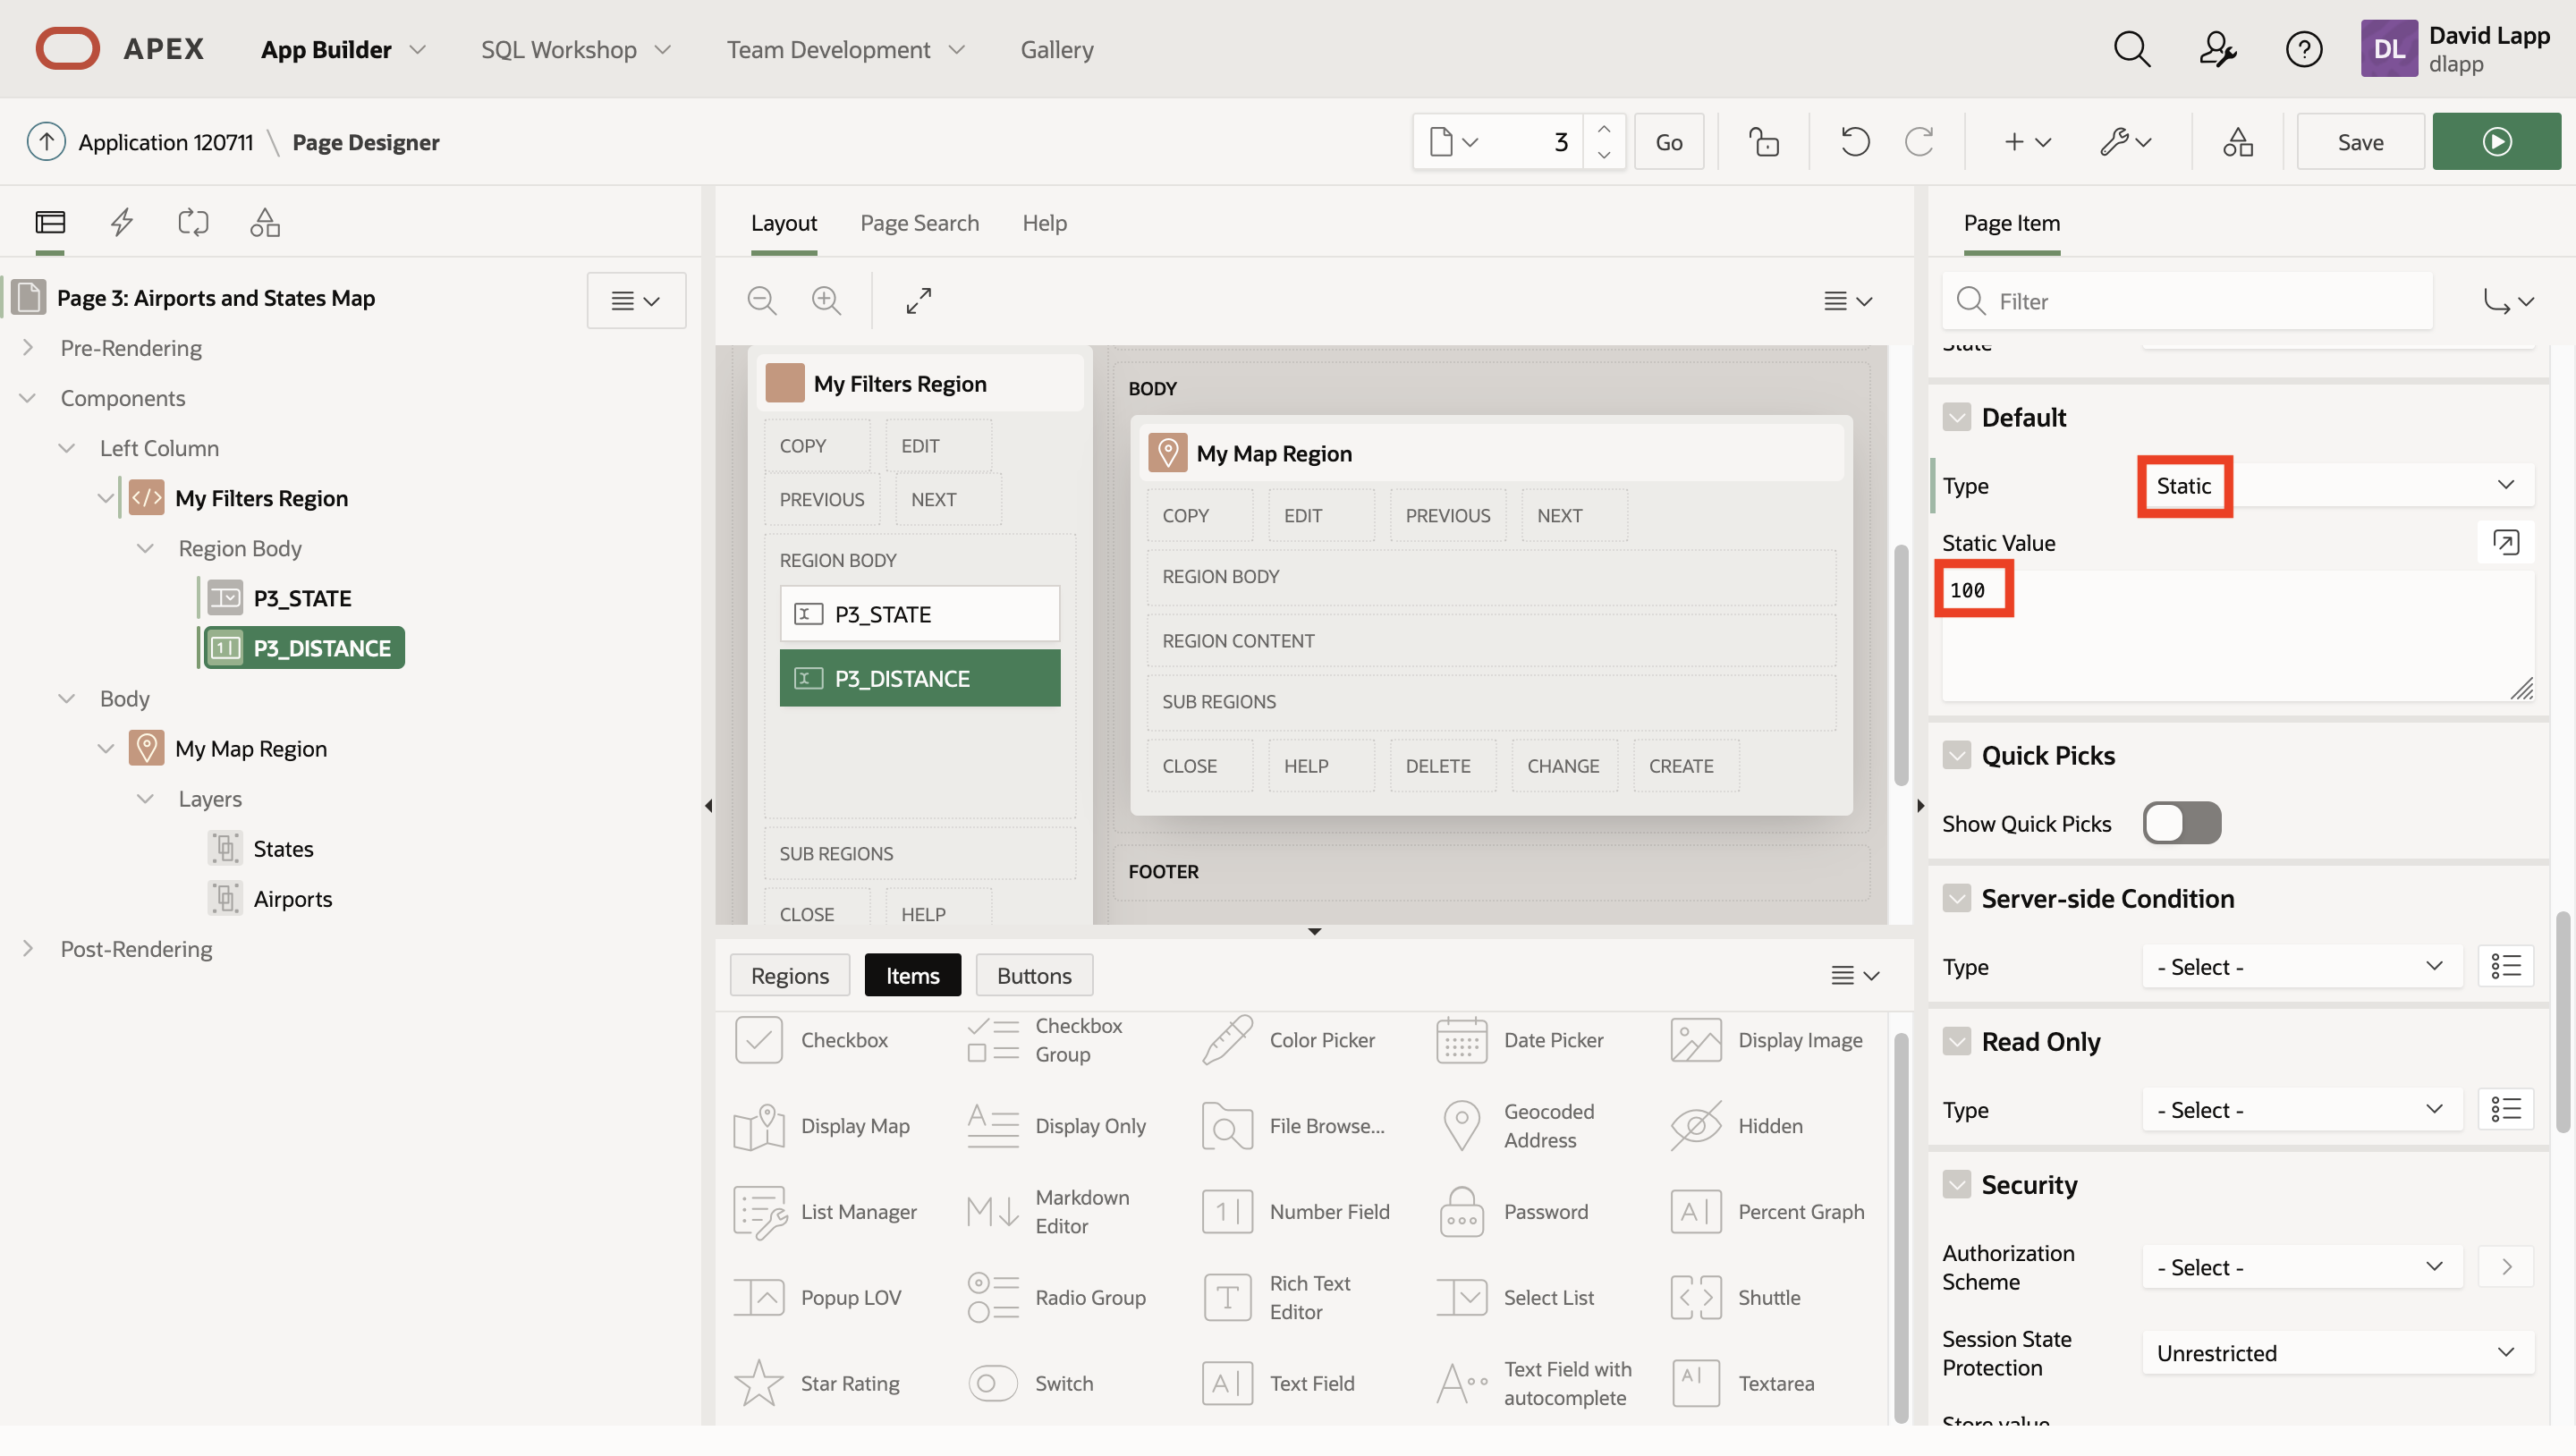 APEX App Builder SQL Workshop Team Development Gallery DL David Lapp
dlapp
Application 120711 \ Page Designer 3 Go Save
Page 3: Airports and States Map
Pre-Rendering
Components
Left Column
My Filters Region
Region Body
P3_STATE
P3_DISTANCE
Body
My Map Region
Layers
States
Airports
Post-Rendering
Layout Page Search Help
My Filters Region
COPY EDIT
PREVIOUS NEXT
REGION BODY
P3_STATE
P3_DISTANCE
SUB REGIONS
CLOSE HELP
BODY
My Map Region
COPY EDIT PREVIOUS NEXT
REGION BODY
REGION CONTENT
SUB REGIONS
CLOSE HELP DELETE CHANGE CREATE
FOOTER
Regions Items Buttons
Checkbox Checkbox Group Color Picker Date Picker Display Image
Display Map Display Only File Browse... Geocoded Address Hidden
List Manager Markdown Editor Number Field Password Percent Graph
Popup LOV Radio Group Rich Text Editor Select List Shuttle
Star Rating Switch Text Field Text Field with autocomplete Textarea
Page Item
Filter
Default
Type Static
Static Value
100
Quick Picks
Show Quick Picks
Server-side Condition
Type - Select -
Read Only
Type - Select -
Security
Authorization Scheme - Select -
Session State Protection Unrestricted